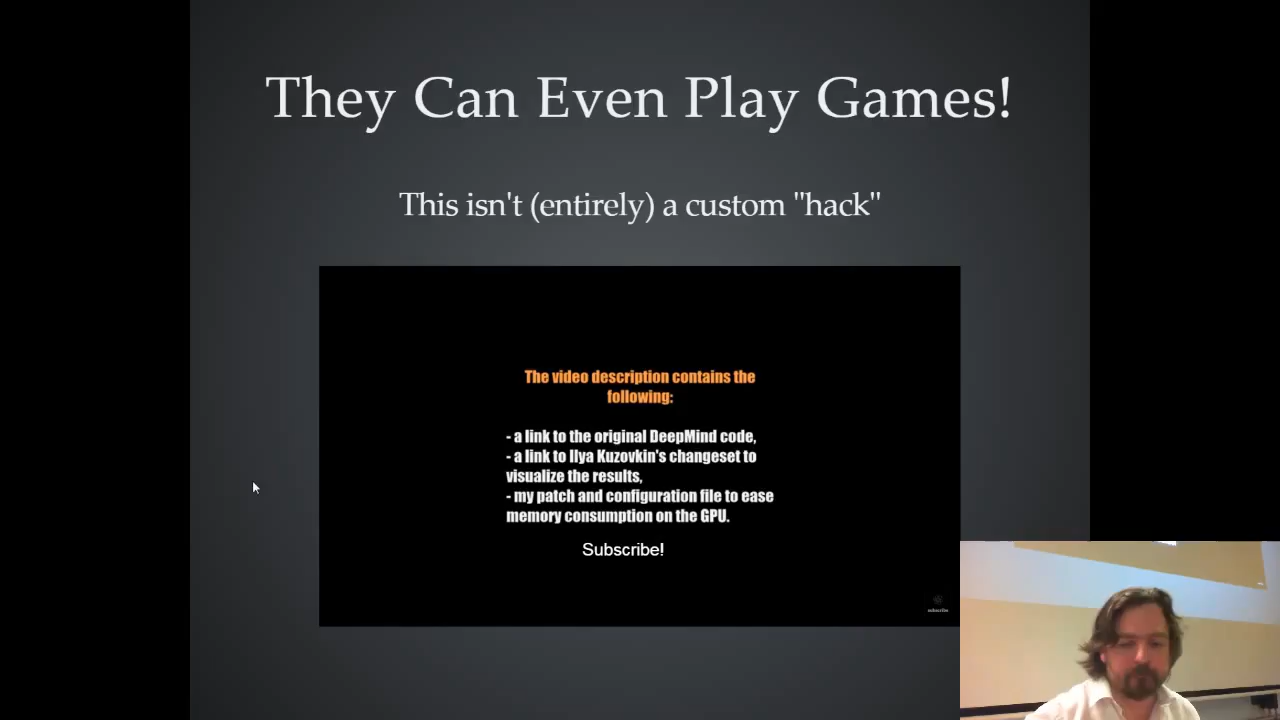 They Can Even Play Games!
This isn't (entirely) a custom "hack"
The video description contains the
following:
- a link to the original DeepMind code,
- a link to Ilya Kuzovkin's changeset to
visualize the results,
- my patch and configuration file to ease
memory consumption on the GPU.
Subscribe!
subscribe